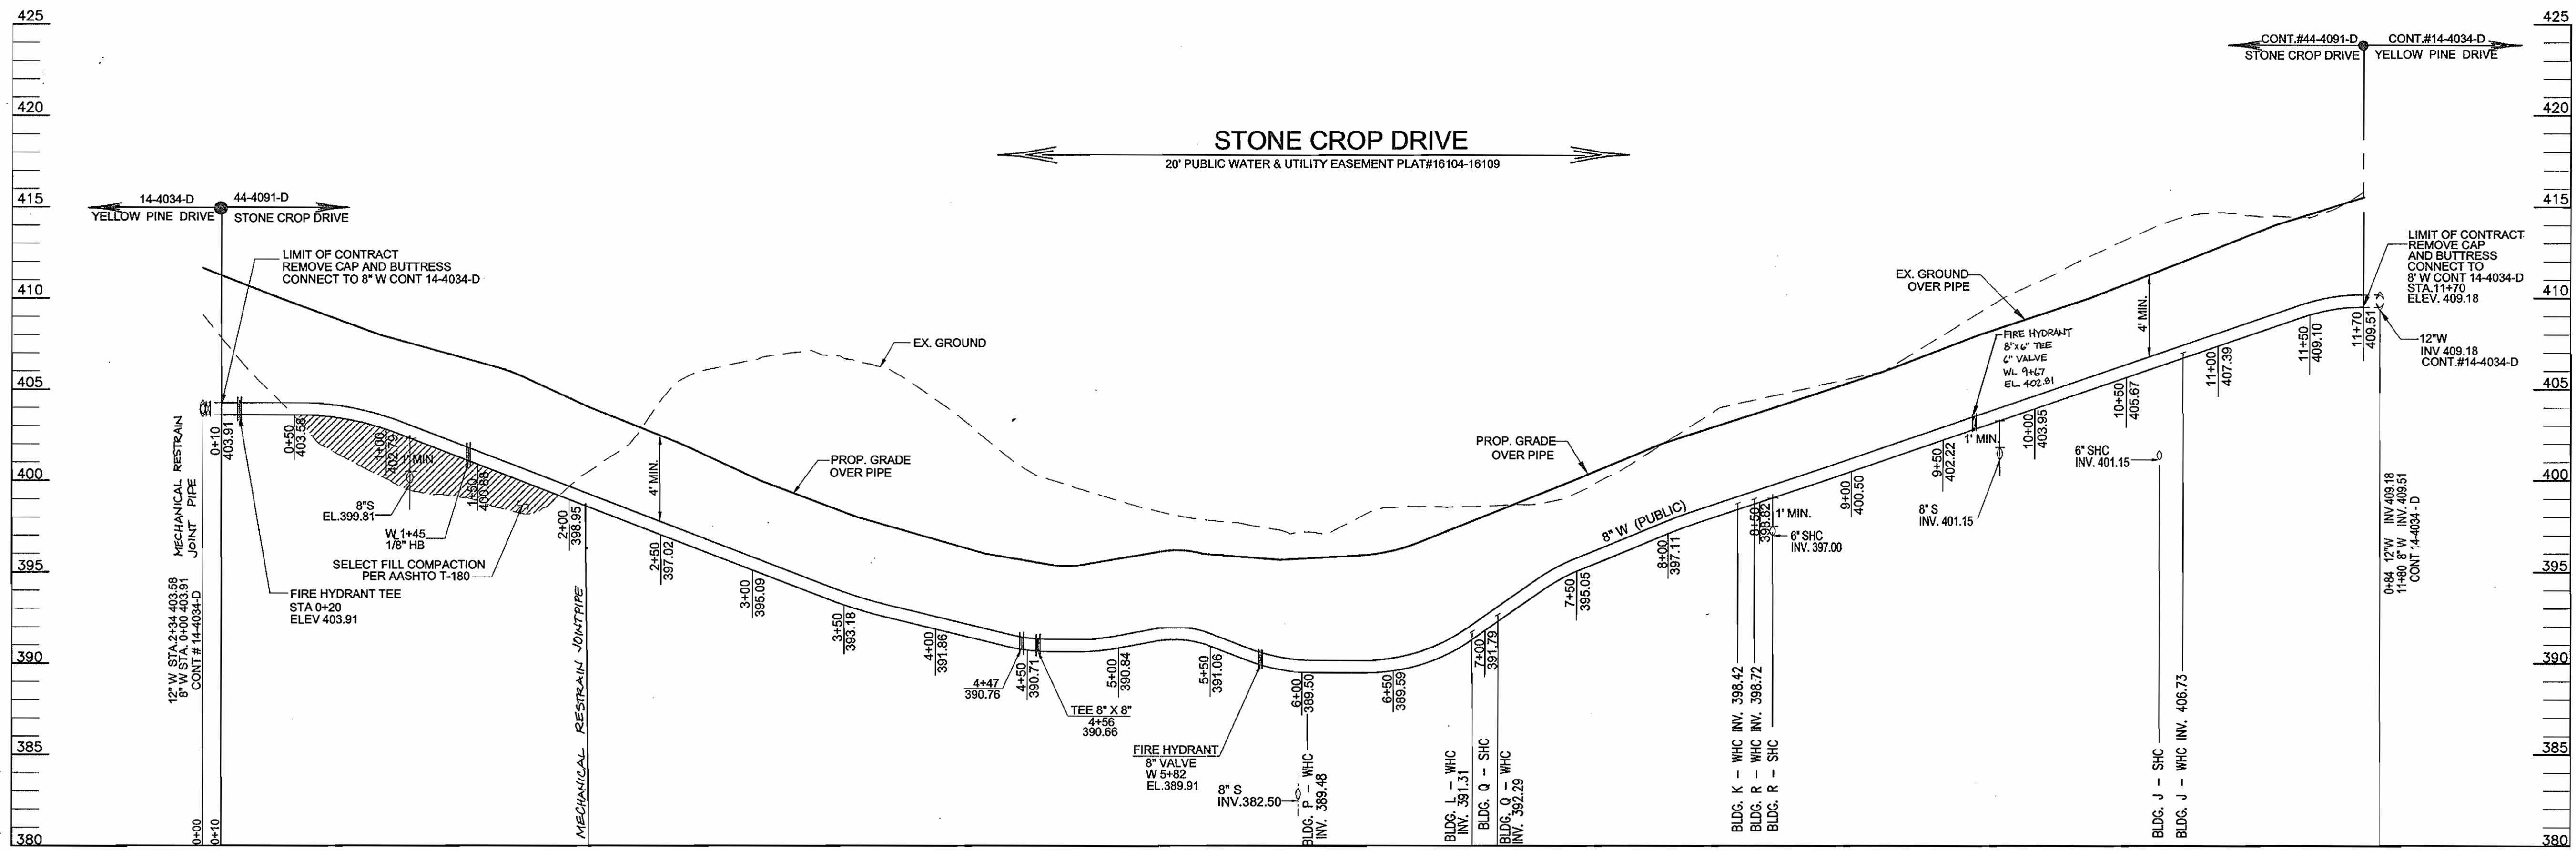 425
420
415
410
405
400
395
390
385
380
425
420
415
410
405
400
395
390
385
380
STONE CROP DRIVE
20' PUBLIC WATER & UTILITY EASEMENT PLAT#16104-16109
14-4034-D
44-4091-D
YELLOW PINE DRIVE
STONE CROP DRIVE
CONT.#44-4091-D
CONT.#14-4034-D
STONE CROP DRIVE
YELLOW PINE DRIVE
LIMIT OF CONTRACT
REMOVE CAP AND BUTTRESS
CONNECT TO 8" W CONT 14-4034-D
EX. GROUND
PROP. GRADE
OVER PIPE
4' MIN.
PROP. GRADE
OVER PIPE
EX. GROUND
OVER PIPE
4' MIN.
FIRE HYDRANT
8"x6" TEE
6" VALVE
WL 9+67
EL 402.81
LIMIT OF CONTRACT
REMOVE CAP
AND BUTTRESS
CONNECT TO
8' W CONT 14-4034-D
STA.11+70
ELEV. 409.18
12"W
INV 409.18
CONT.#14-4034-D
MECHANICAL RESTRAIN
JOINT PIPE
12" W STA.2+34 403.58
8" W STA. 0+00 403.91
CONT # 14-4034-D
0+00
0+10
0+10
403.91
0+50
403.58
1+00
402.79
1' MIN.
8"S
EL.399.81
1+50
400.88
W 1+45
1/8" HB
SELECT FILL COMPACTION
PER AASHTO T-180
FIRE HYDRANT TEE
STA 0+20
ELEV 403.91
2+00
398.95
MECHANICAL RESTRAIN JOINT PIPE
2+50
397.02
3+00
395.09
3+50
393.18
4+00
391.86
4+47
390.76
4+50
390.71
TEE 8" X 8"
4+56
390.66
5+00
390.84
5+50
391.06
FIRE HYDRANT
8" VALVE
W 5+82
EL.389.91
6+00
389.50
8" S
INV.382.50
BLDG. P - WHC
INV. 389.48
6+50
389.59
BLDG. L - WHC
INV. 391.31
7+00
391.79
BLDG. Q - SHC
BLDG. Q - WHC
INV. 392.29
7+50
395.05
8" W (PUBLIC)
8+00
397.11
BLDG. K - WHC INV. 398.42
8+50
398.82
BLDG. R - WHC INV. 398.72
BLDG. R - SHC
1' MIN.
6" SHC
INV. 397.00
9+00
400.50
9+50
402.22
1' MIN.
8" S
INV. 401.15
10+00
403.95
10+50
405.67
6" SHC
INV. 401.15
BLDG. J - SHC
BLDG. J - WHC INV. 406.73
11+00
407.39
11+50
409.10
11+70
409.51
0+84 12"W INV 409.18
11+80 8" W INV. 409.51
CONT 14-4034 - D